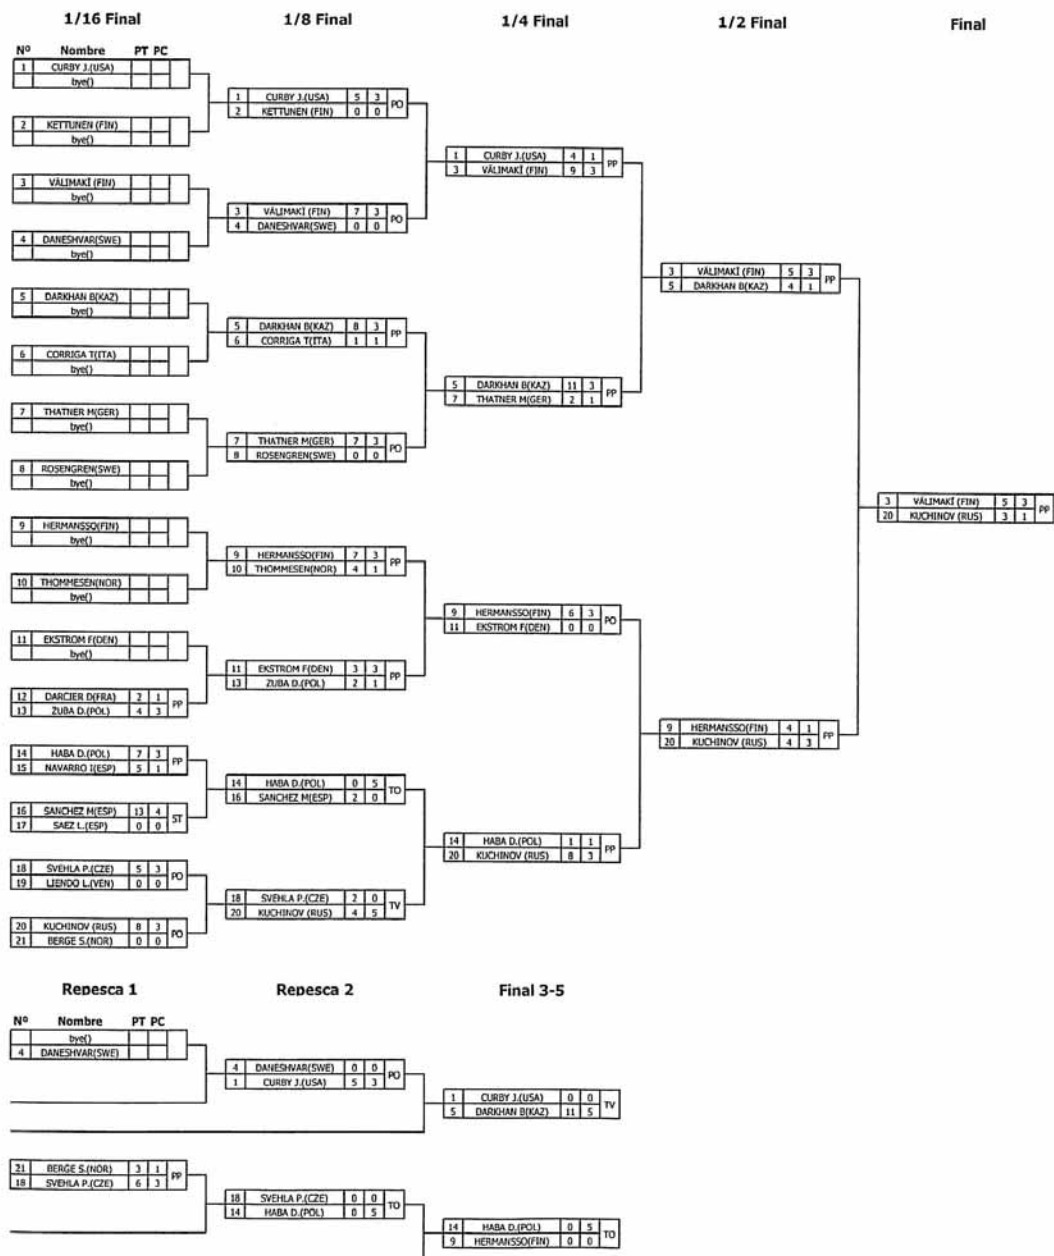 1/16 Final 1/8 Final 1/4 Final 1/2 Final Final
Nº Nombre PT PC
1 CURBY J.(USA)
bye()
2 KETTUNEN (FIN)
bye()
3 VÄLIMAKÏ (FIN)
bye()
4 DANESHVAR(SWE)
bye()
5 DARKHAN B(KAZ)
bye()
6 CORRIGA T(ITA)
bye()
7 THATNER M(GER)
bye()
8 ROSENGREN(SWE)
bye()
9 HERMANSSO(FIN)
bye()
10 THOMMESEN(NOR)
bye()
11 EKSTROM F(DEN)
bye()
12 DARCIER D(FRA) 2 1 PP
13 ZUBA D.(POL) 4 3
14 HABA D.(POL) 7 3 PP
15 NAVARRO I(ESP) 5 1
16 SANCHEZ M(ESP) 13 4 ST
17 SAEZ L.(ESP) 0 0
18 SVEHLA P.(CZE) 5 3 PO
19 LIENDO L.(VEN) 0 0
20 KUCHINOV (RUS) 8 3 PO
21 BERGE S.(NOR) 0 0
1 CURBY J.(USA) 5 3 PO
2 KETTUNEN (FIN) 0 0
3 VÄLIMAKÏ (FIN) 7 3 PO
4 DANESHVAR(SWE) 0 0
5 DARKHAN B(KAZ) 8 3 PP
6 CORRIGA T(ITA) 1 1
7 THATNER M(GER) 7 3 PO
8 ROSENGREN(SWE) 0 0
9 HERMANSSO(FIN) 7 3 PP
10 THOMMESEN(NOR) 4 1
11 EKSTROM F(DEN) 3 3 PP
13 ZUBA D.(POL) 2 1
14 HABA D.(POL) 0 5 TO
16 SANCHEZ M(ESP) 2 0
18 SVEHLA P.(CZE) 2 0 TV
20 KUCHINOV (RUS) 4 5
1 CURBY J.(USA) 4 1 PP
3 VÄLIMAKÏ (FIN) 9 3
5 DARKHAN B(KAZ) 11 3 PP
7 THATNER M(GER) 2 1
9 HERMANSSO(FIN) 6 3 PO
11 EKSTROM F(DEN) 0 0
14 HABA D.(POL) 1 1 PP
20 KUCHINOV (RUS) 8 3
3 VÄLIMAKÏ (FIN) 5 3 PP
5 DARKHAN B(KAZ) 4 1
9 HERMANSSO(FIN) 4 1 PP
20 KUCHINOV (RUS) 4 3
3 VÄLIMAKÏ (FIN) 5 3 PP
20 KUCHINOV (RUS) 3 1
Repesca 1 Repesca 2 Final 3-5
Nº Nombre PT PC
bye()
4 DANESHVAR(SWE)
21 BERGE S.(NOR) 3 1 PP
18 SVEHLA P.(CZE) 6 3
4 DANESHVAR(SWE) 0 0 PO
1 CURBY J.(USA) 5 3
18 SVEHLA P.(CZE) 0 0 TO
14 HABA D.(POL) 0 5
1 CURBY J.(USA) 0 0 TV
5 DARKHAN B(KAZ) 11 5
14 HABA D.(POL) 0 5 TO
9 HERMANSSO(FIN) 0 0